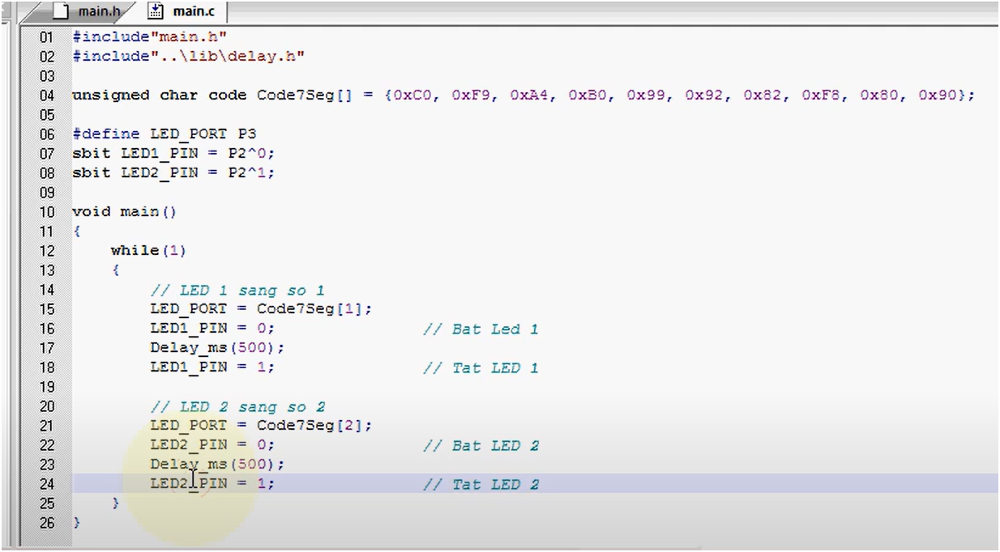 main.h main.c
01 #include"main.h"
02 #include"..\lib\delay.h"
03
04 unsigned char code Code7Seg[] = {0xC0, 0xF9, 0xA4, 0xB0, 0x99, 0x92, 0x82, 0xF8, 0x80, 0x90};
05
06 #define LED_PORT P3
07 sbit LED1_PIN = P2^0;
08 sbit LED2_PIN = P2^1;
09
10 void main()
11 {
12 while(1)
13 {
14 // LED 1 sang so 1
15 LED_PORT = Code7Seg[1];
16 LED1_PIN = 0; // Bat Led 1
17 Delay_ms(500);
18 LED1_PIN = 1; // Tat LED 1
19
20 // LED 2 sang so 2
21 LED_PORT = Code7Seg[2];
22 LED2_PIN = 0; // Bat LED 2
23 Delay_ms(500);
24 LED2_PIN = 1; // Tat LED 2
25 }
26 }